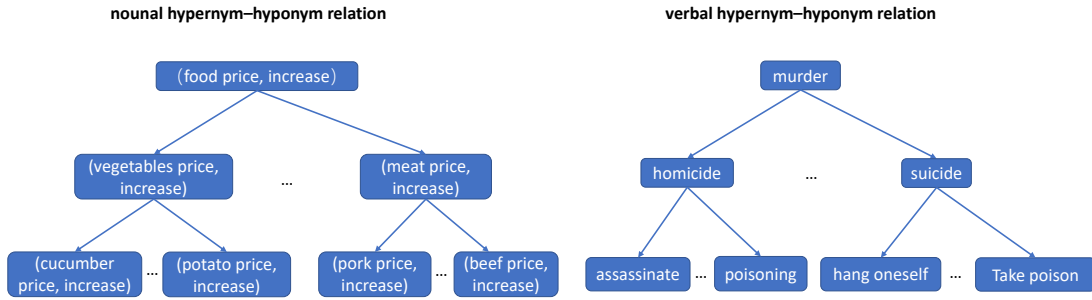 nounal hypernym–hyponym relation
verbal hypernym–hyponym relation
(food price, increase)
murder
(vegetables price,
increase)
...
(meat price,
increase)
homicide
...
suicide
(cucumber
price, increase)
...
(potato price,
increase)
(pork price,
increase)
...
(beef price,
increase)
assassinate
...
poisoning
hang oneself
...
Take poison